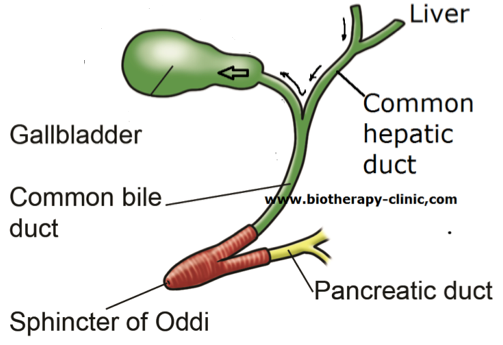 Liver
Common
hepatic
duct
Gallbladder
Common bile
duct
www.biotherapy-clinic,com
Pancreatic duct
Sphincter of Oddi